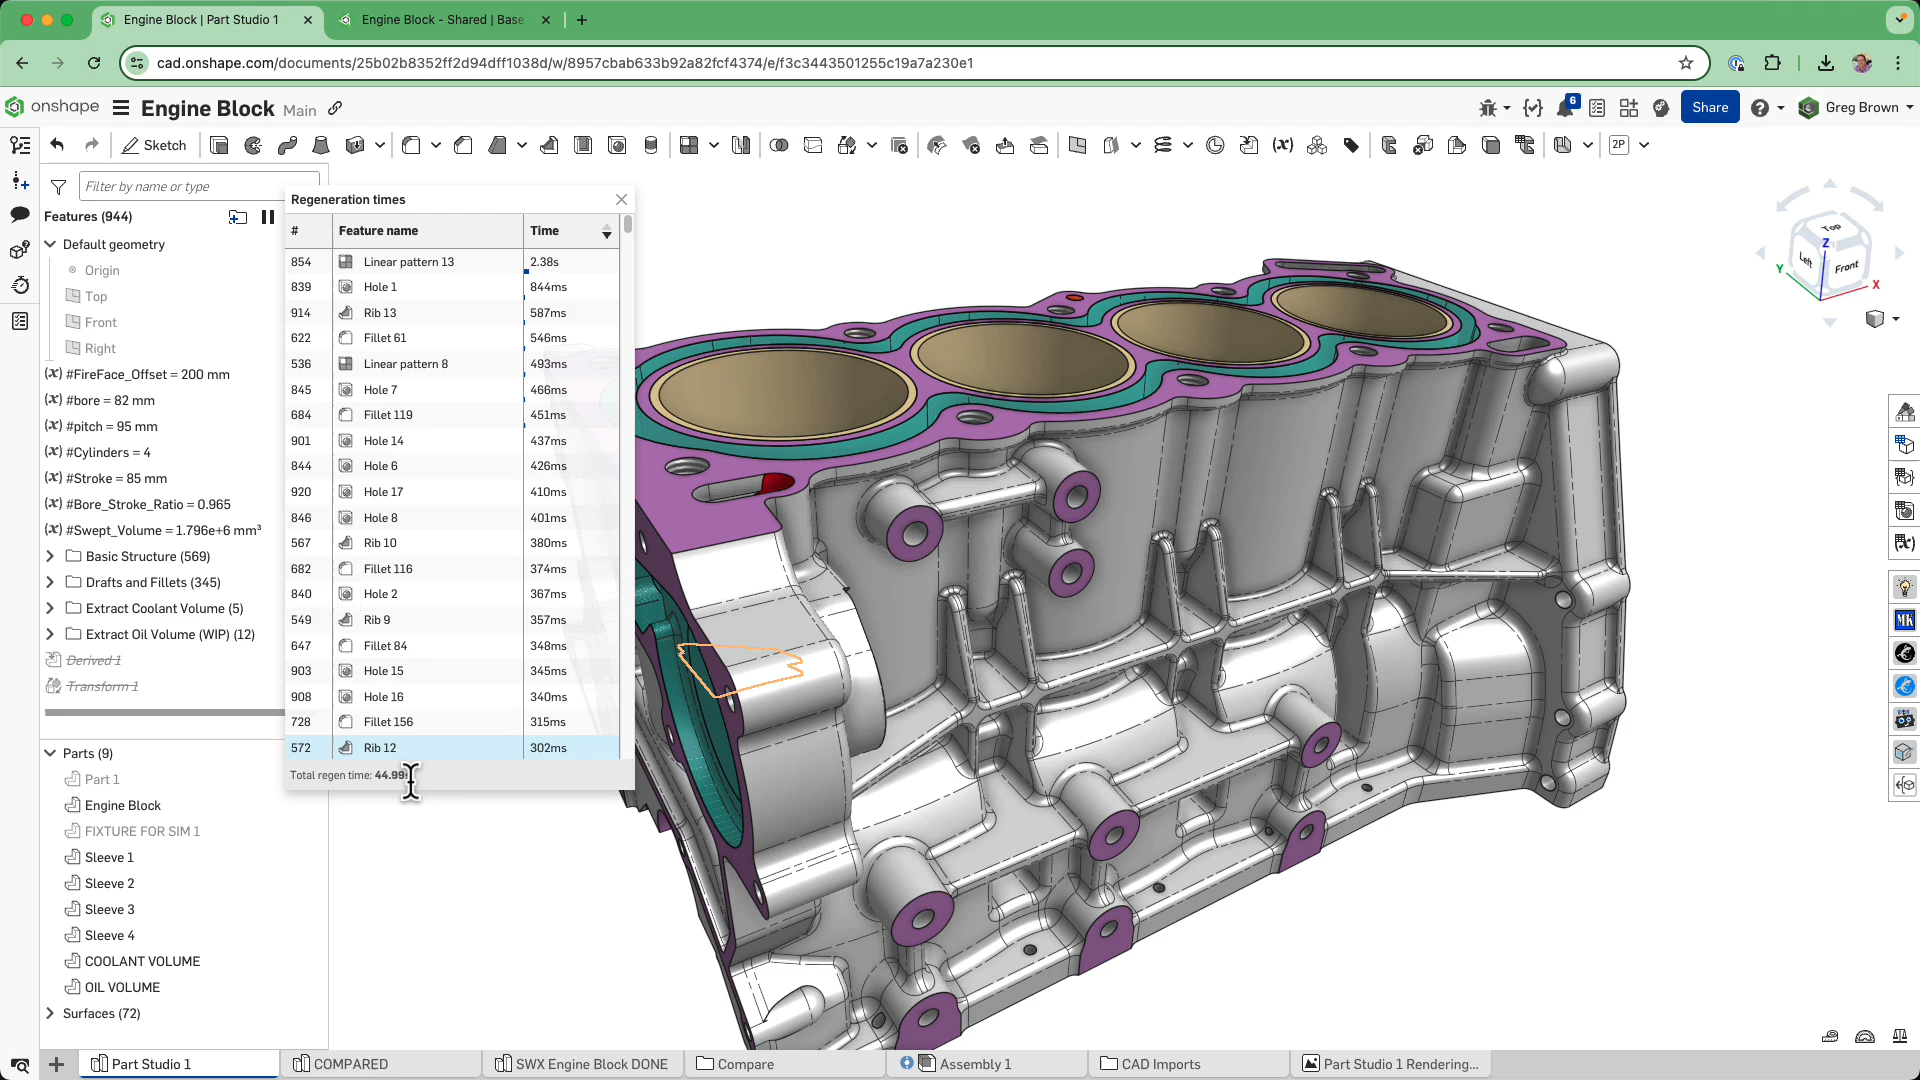 Engine Block | Part Studio 1
Engine Block - Shared | Base
cad.onshape.com/documents/25b02b8352ff2d94dff1038d/w/8957cbab633b92a82fcf4374/e/f3c3443501255c19a7a230e1
onshape
Engine Block Main
6
Share
Greg Brown
Sketch
(x)
2P
Filter by name or type
Features (944)
Default geometry
Origin
Top
Front
Right
(x) #FireFace_Offset = 200 mm
(x) #bore = 82 mm
(x) #pitch = 95 mm
(x) #Cylinders = 4
(x) #Stroke = 85 mm
(x) #Bore_Stroke_Ratio = 0.965
(x) #Swept_Volume = 1.796e+6 mm³
Basic Structure (569)
Drafts and Fillets (345)
Extract Coolant Volume (5)
Extract Oil Volume (WIP) (12)
Derived 1
Transform 1
Parts (9)
Part 1
Engine Block
FIXTURE FOR SIM 1
Sleeve 1
Sleeve 2
Sleeve 3
Sleeve 4
COOLANT VOLUME
OIL VOLUME
Surfaces (72)
Regeneration times
# Feature name Time
854 Linear pattern 13 2.38s
839 Hole 1 844ms
914 Rib 13 587ms
622 Fillet 61 546ms
536 Linear pattern 8 493ms
845 Hole 7 466ms
684 Fillet 119 451ms
901 Hole 14 437ms
844 Hole 6 426ms
920 Hole 17 410ms
846 Hole 8 401ms
567 Rib 10 380ms
682 Fillet 116 374ms
840 Hole 2 367ms
549 Rib 9 357ms
647 Fillet 84 348ms
903 Hole 15 345ms
908 Hole 16 340ms
728 Fillet 156 315ms
572 Rib 12 302ms
Total regen time: 44.99
Top
Z
Left
Front
Y
X
(x)
MK
Part Studio 1
COMPARED
SWX Engine Block DONE
Compare
Assembly 1
CAD Imports
Part Studio 1 Rendering...